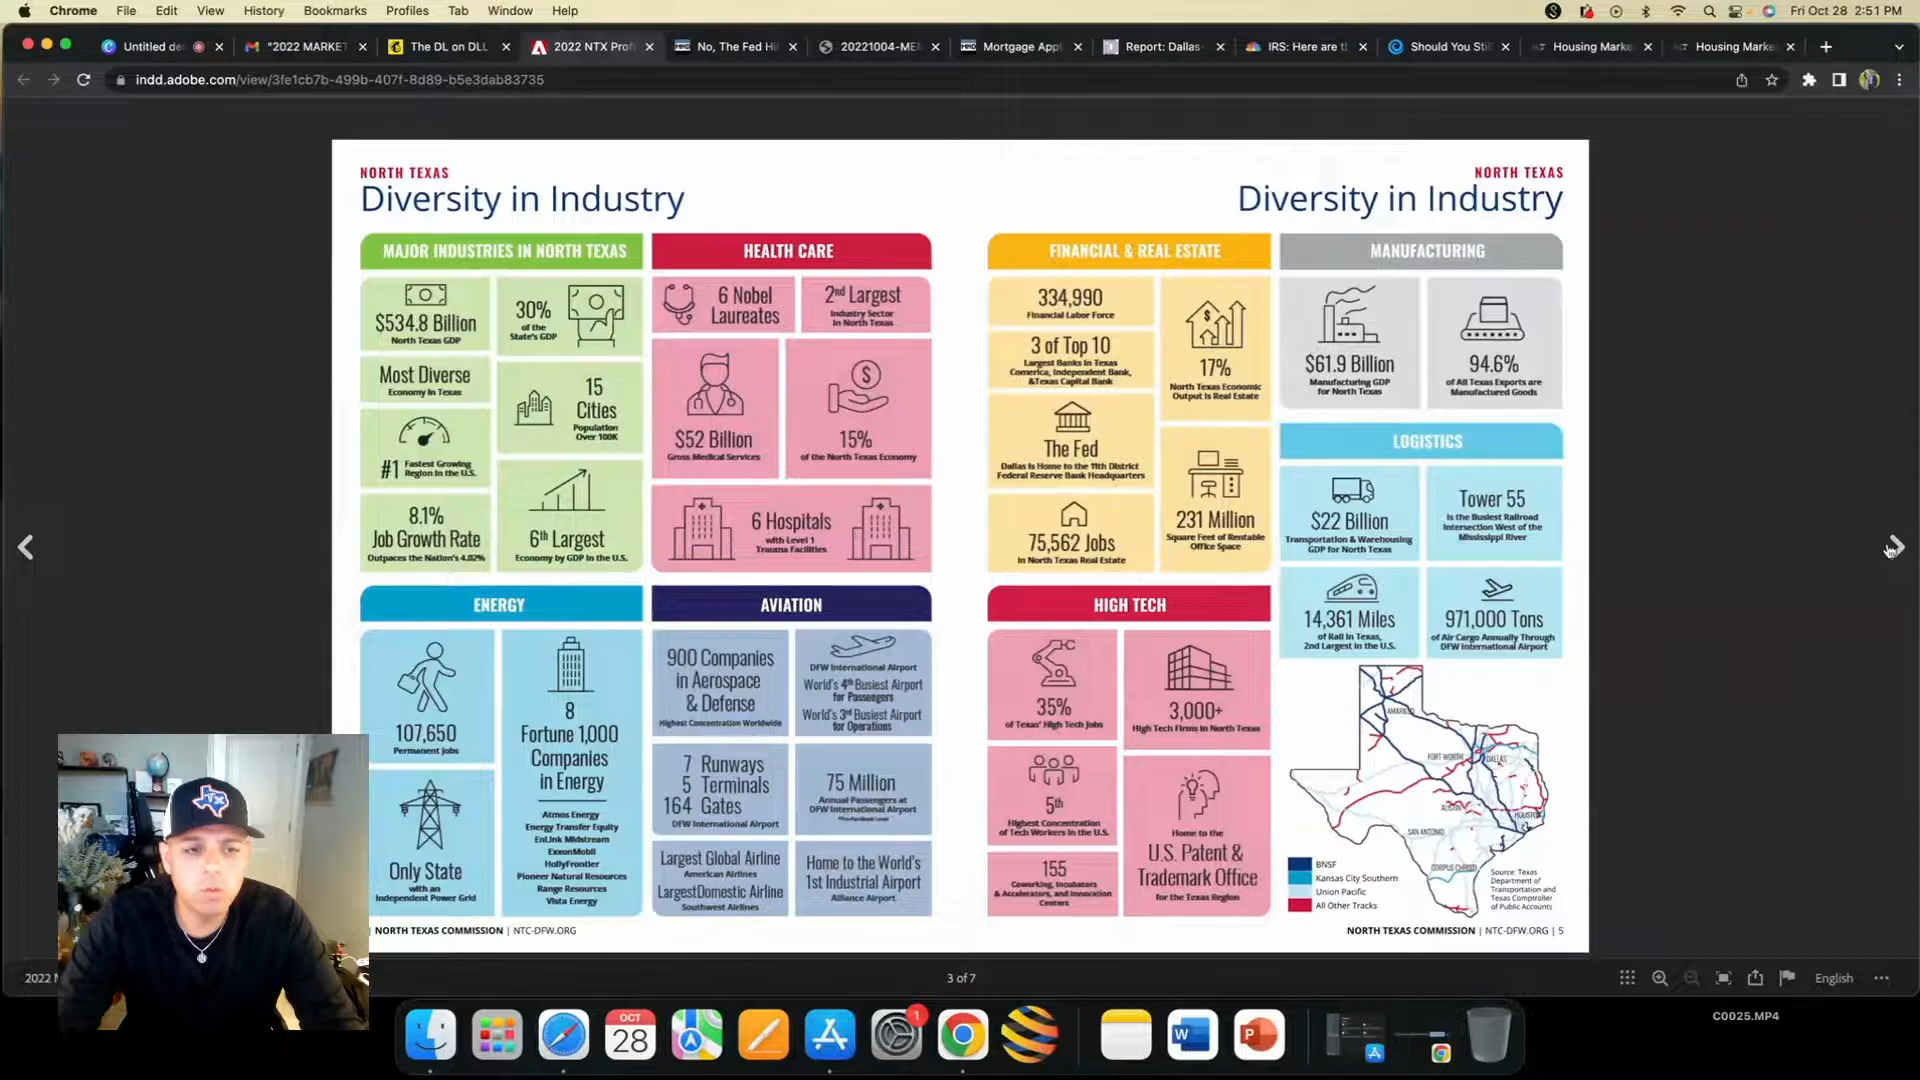 Chrome File Edit View History Bookmarks Profiles Tab Window Help
Fri Oct 28 2:51 PM
Untitled de
"2022 MARKET
The DL on DLL
2022 NTX Prof
No, The Fed Hi
20221004-MEI
Mortgage Appl
Report: Dallas-
IRS: Here are th
Should You Still
Housing Marke
Housing Marke
indd.adobe.com/view/3fe1cb7b-499b-407f-8d89-b5e3dab83735
NORTH TEXAS
Diversity in Industry
MAJOR INDUSTRIES IN NORTH TEXAS
$534.8 Billion
North Texas GDP
30%
of the
State's GDP
Most Diverse
Economy in Texas
15
Cities
Population
Over 100K
#1 Fastest Growing
Region in the U.S.
8.1%
Job Growth Rate
Outpaces the Nation's 4.02%
6th Largest
Economy by GDP in the U.S.
HEALTH CARE
6 Nobel
Laureates
2nd Largest
Industry Sector
in North Texas
$52 Billion
Gross Medical Services
15%
of the North Texas Economy
6 Hospitals
with Level 1
Trauma Facilities
ENERGY
107,650
Permanent Jobs
Only State
with an
Independent Power Grid
8
Fortune 1,000
Companies
in Energy
Atmos Energy
Energy Transfer Equity
EnLink Midstream
ExxonMobil
HollyFrontier
Pioneer Natural Resources
Range Resources
Vista Energy
AVIATION
900 Companies
in Aerospace
& Defense
Highest Concentration Worldwide
DFW International Airport
World's 4th Busiest Airport
for Passengers
World's 3rd Busiest Airport
for Operations
7 Runways
5 Terminals
164 Gates
DFW International Airport
75 Million
Annual Passengers at
DFW International Airport
Largest Global Airline
American Airlines
Largest Domestic Airline
Southwest Airlines
Home to the World's
1st Industrial Airport
Alliance Airport
NORTH TEXAS COMMISSION | NTC-DFW.ORG
NORTH TEXAS
Diversity in Industry
FINANCIAL & REAL ESTATE
334,990
Financial Labor Force
3 of Top 10
Largest Banks in Texas
Comerica, Independent Bank,
&Texas Capital Bank
The Fed
Dallas is Home to the 11th District
Federal Reserve Bank Headquarters
75,562 Jobs
in North Texas Real Estate
17%
North Texas Economic
Output is Real Estate
231 Million
Square Feet of Rentable
Office Space
MANUFACTURING
$61.9 Billion
Manufacturing GDP
for North Texas
94.6%
of All Texas Exports are
Manufactured Goods
LOGISTICS
$22 Billion
Transportation & Warehousing
GDP for North Texas
Tower 55
is the Busiest Railroad
Intersection West of the
Mississippi River
14,361 Miles
of Rail in Texas,
2nd Largest in the U.S.
971,000 Tons
of Air Cargo Annually Through
DFW International Airport
HIGH TECH
35%
of Texas' High Tech Jobs
3,000+
High Tech Firms in North Texas
5th
Highest Concentration
of Tech Workers in the U.S.
155
Coworking, Incubators
& Accelerators, and Innovation
Centers
Home to the
U.S. Patent &
Trademark Office
for the Texas Region
AMARILLO
FORT WORTH
DALLAS
AUSTIN
HOUSTON
SAN ANTONIO
CORPUS CHRISTI
BNSF
Kansas City Southern
Union Pacific
All Other Tracks
Source: Texas
Department of
Transportation and
Texas Comptroller
of Public Accounts
NORTH TEXAS COMMISSION | NTC-DFW.ORG | 5
2022 N
3 of 7
English
OCT
28
1
C0025.MP4